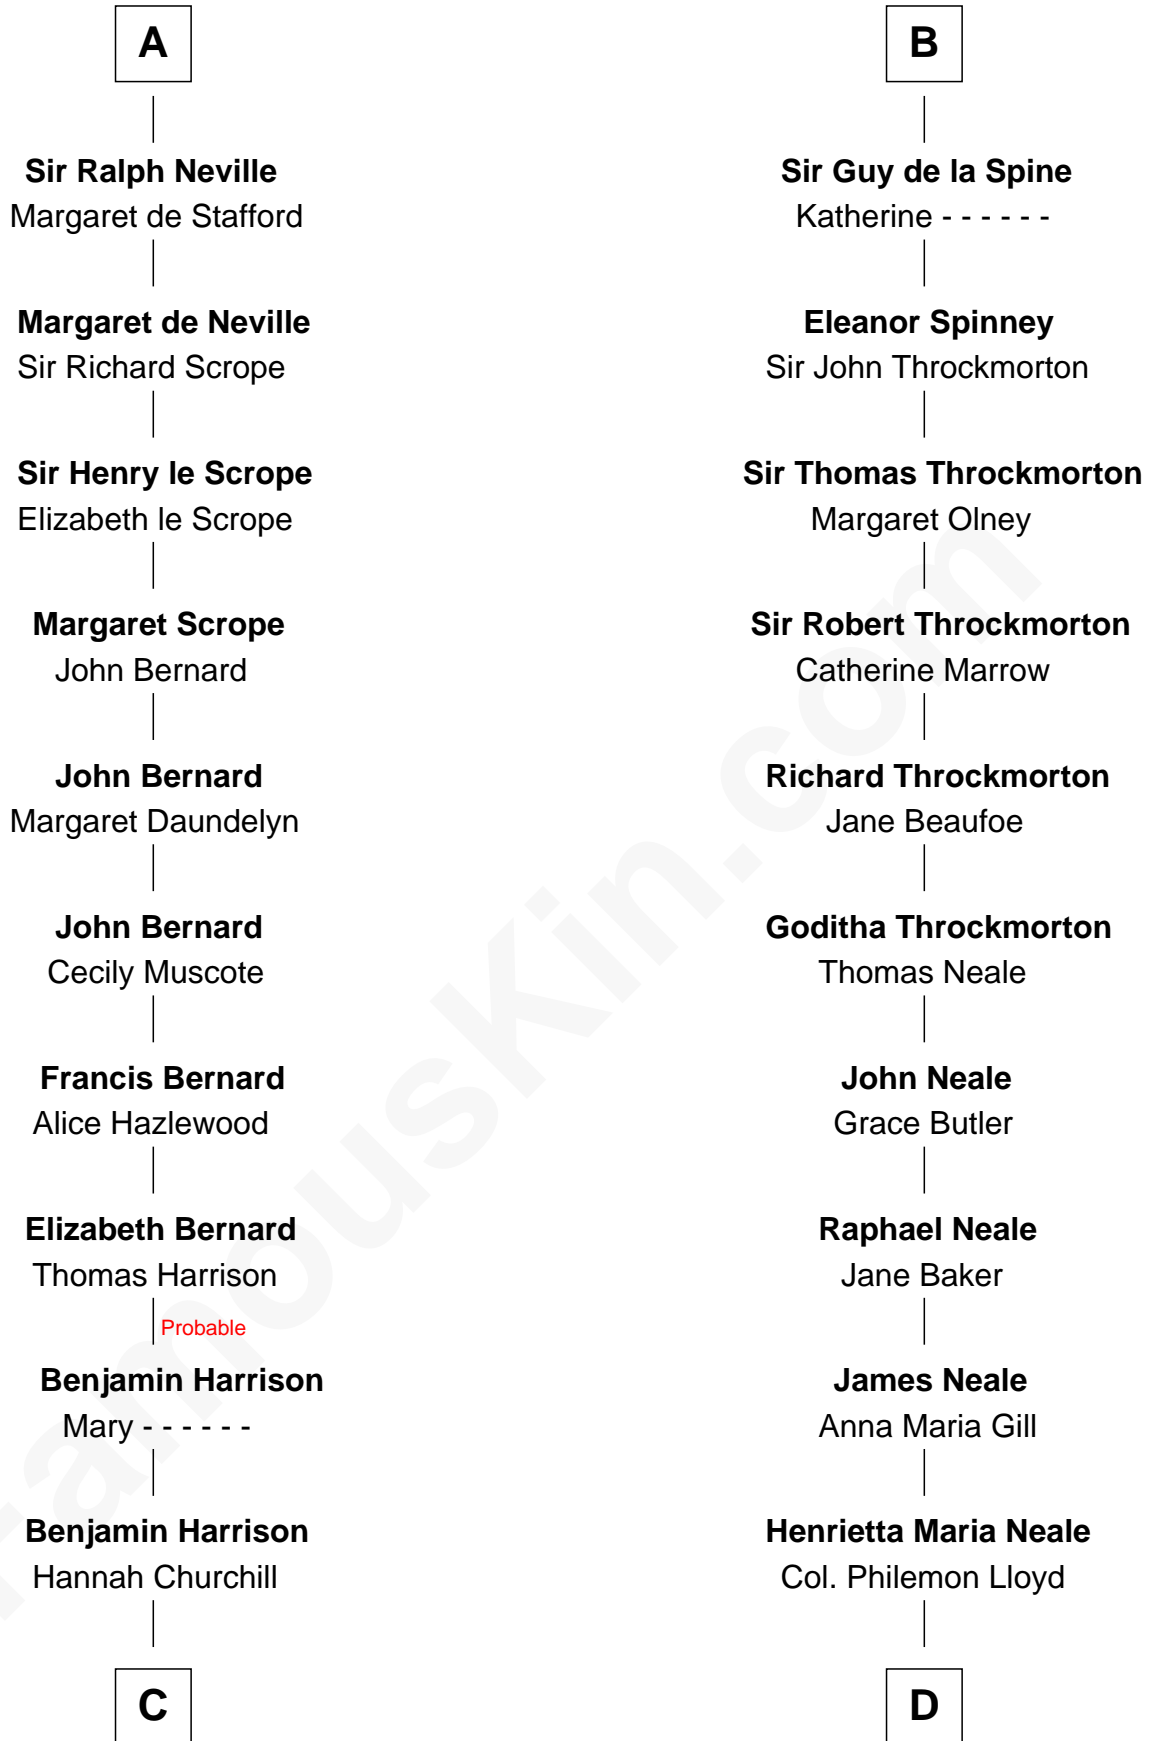 A
Sir Ralph Neville
Margaret de Stafford
Margaret de Neville
Sir Richard Scrope
Sir Henry le Scrope
Elizabeth le Scrope
Margaret Scrope
John Bernard
John Bernard
Margaret Daundelyn
John Bernard
Cecily Muscote
Francis Bernard
Alice Hazlewood
Elizabeth Bernard
Thomas Harrison
Probable
Benjamin Harrison
Mary - - - - - -
Benjamin Harrison
Hannah Churchill
C
B
Sir Guy de la Spine
Katherine - - - - - -
Eleanor Spinney
Sir John Throckmorton
Sir Thomas Throckmorton
Margaret Olney
Sir Robert Throckmorton
Catherine Marrow
Richard Throckmorton
Jane Beaufoe
Goditha Throckmorton
Thomas Neale
John Neale
Grace Butler
Raphael Neale
Jane Baker
James Neale
Anna Maria Gill
Henrietta Maria Neale
Col. Philemon Lloyd
D
FamousKin.com